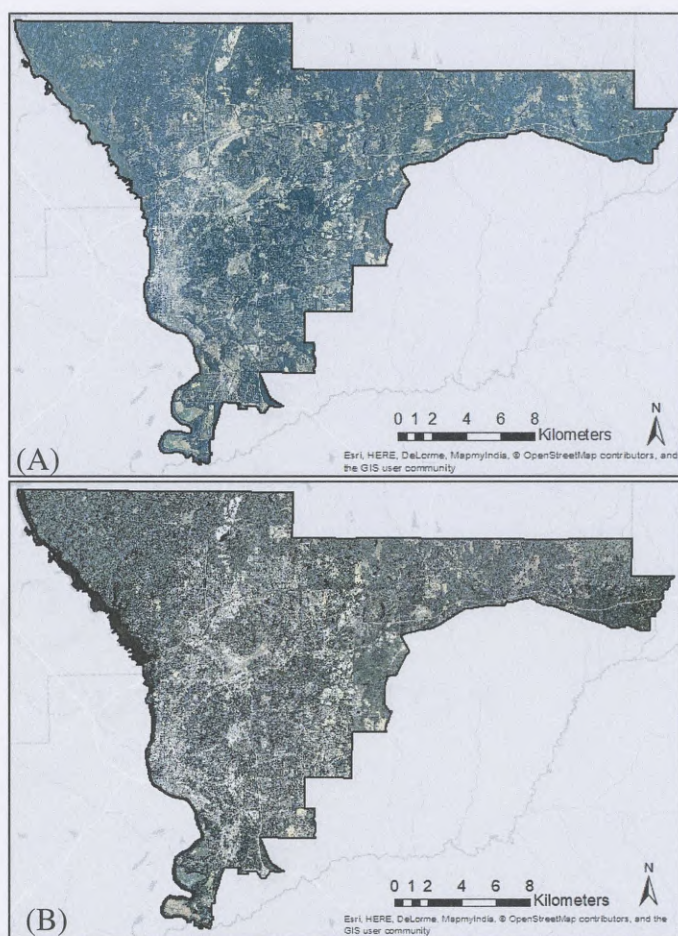 N
0 1 2 4 6 8
Kilometers
(A)
Esri, HERE, DeLorme, MapmyIndia, © OpenStreetMap contributors, and
the GIS user community
N
0 1 2 4 6 8
Kilometers
(B)
Esri, HERE, DeLorme, MapmyIndia, © OpenStreetMap contributors, and the
GIS user community